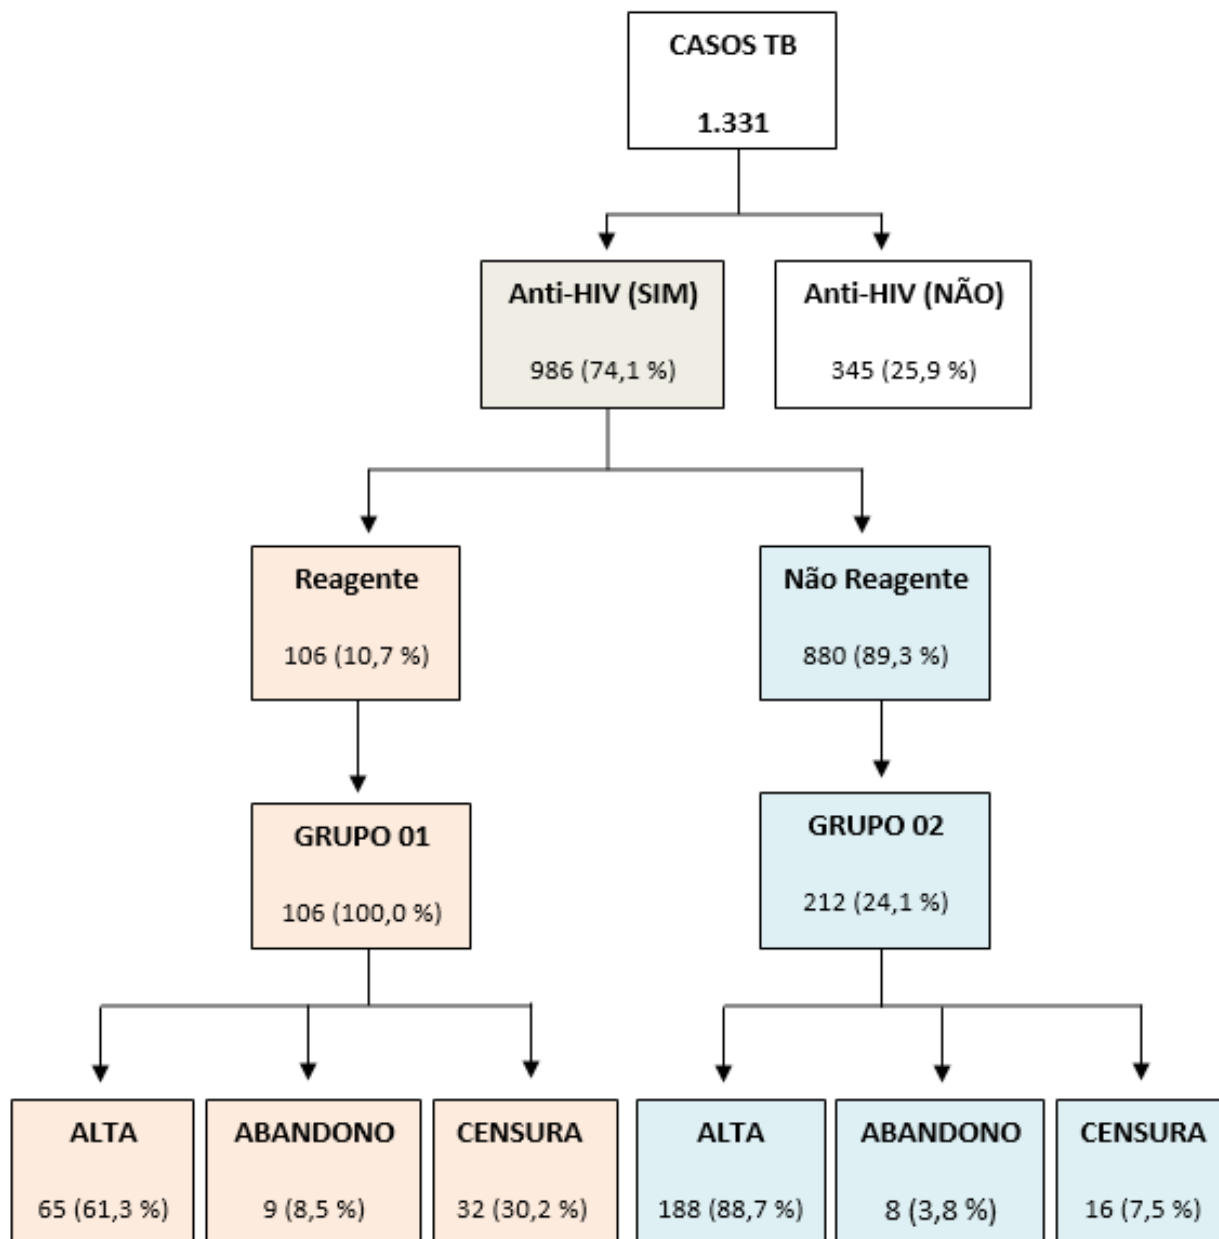 CASOS TB
1.331
Anti-HIV (SIM)
986 (74,1 %)
Anti-HIV (NÃO)
345 (25,9 %)
Reagente
106 (10,7 %)
Não Reagente
880 (89,3 %)
GRUPO 01
106 (100,0 %)
GRUPO 02
212 (24,1 %)
ALTA
65 (61,3 %)
ABANDONO
9 (8,5 %)
CENSURA
32 (30,2 %)
ALTA
188 (88,7 %)
ABANDONO
8 (3,8 %)
CENSURA
16 (7,5 %)